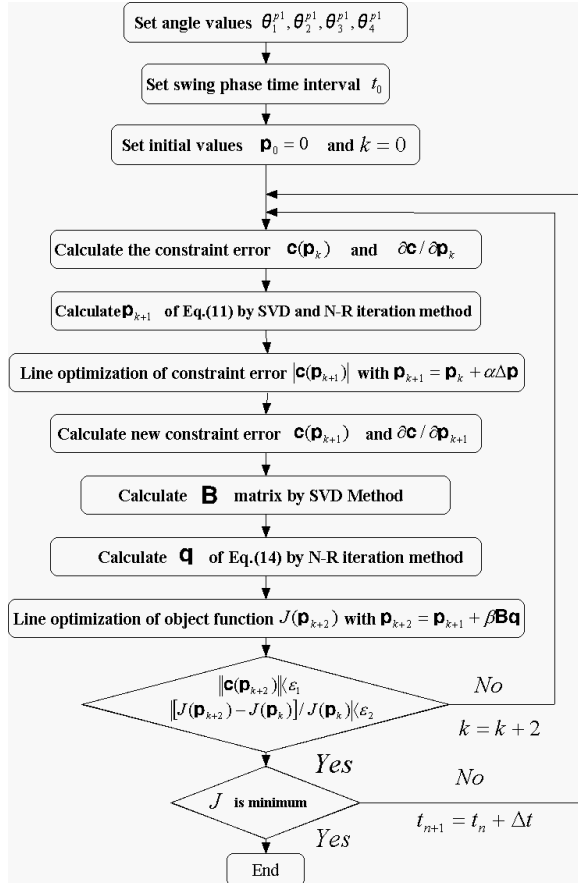 Set angle values θ₁ᵖ¹, θ₂ᵖ¹, θ₃ᵖ¹, θ₄ᵖ¹
Set swing phase time interval t₀
Set initial values p₀ = 0 and k = 0
Calculate the constraint error c(pₖ) and ∂c / ∂pₖ
Calculate pₖ₊₁ of Eq.(11) by SVD and N-R iteration method
Line optimization of constraint error |c(pₖ₊₁)| with pₖ₊₁ = pₖ + αΔp
Calculate new constraint error c(pₖ₊₁) and ∂c / ∂pₖ₊₁
Calculate B matrix by SVD Method
Calculate q of Eq.(14) by N-R iteration method
Line optimization of object function J(pₖ₊₂) with pₖ₊₂ = pₖ₊₁ + βBq
‖c(pₖ₊₂)‖⟨ε₁
|[J(pₖ₊₂) − J(pₖ)] / J(pₖ)|⟨ε₂
No
k = k + 2
Yes
J is minimum
No
tₙ₊₁ = tₙ + Δt
Yes
End